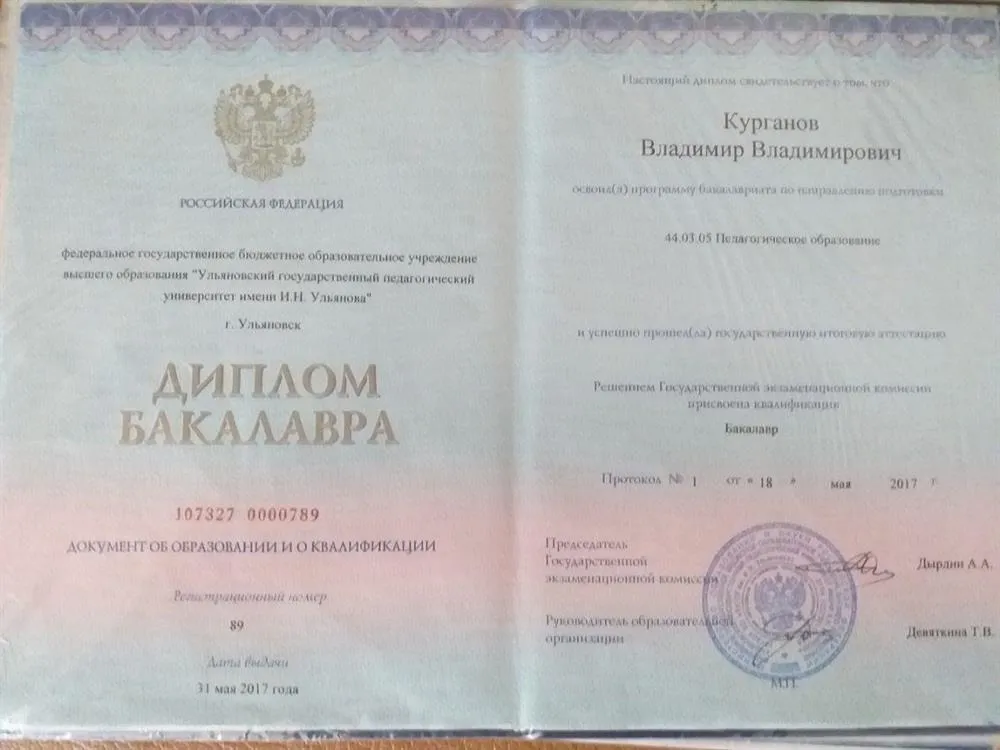 РОССИЙСКАЯ ФЕДЕРАЦИЯ
федеральное государственное бюджетное образовательное учреждение
высшего образования "Ульяновский государственный педагогический
университет имени И.Н. Ульянова"
г. Ульяновск
ДИПЛОМ
БАКАЛАВРА
107327 0000789
ДОКУМЕНТ ОБ ОБРАЗОВАНИИ И О КВАЛИФИКАЦИИ
Регистрационный номер
89
Дата выдачи
31 мая 2017 года
Настоящий диплом свидетельствует о том, что
Курганов
Владимир Владимирович
освоил(а) программу бакалавриата по направлению подготовки
44.03.05 Педагогическое образование
и успешно прошел(ла) государственную итоговую аттестацию
Решением Государственной экзаменационной комиссии
присвоена квалификация
Бакалавр
Протокол № 1 от « 18 » мая 2017 г.
Председатель
Государственной
экзаменационной комиссии
Дырдин А.А.
Руководитель образовательной
организации
Девяткина Т.В.
М.П.